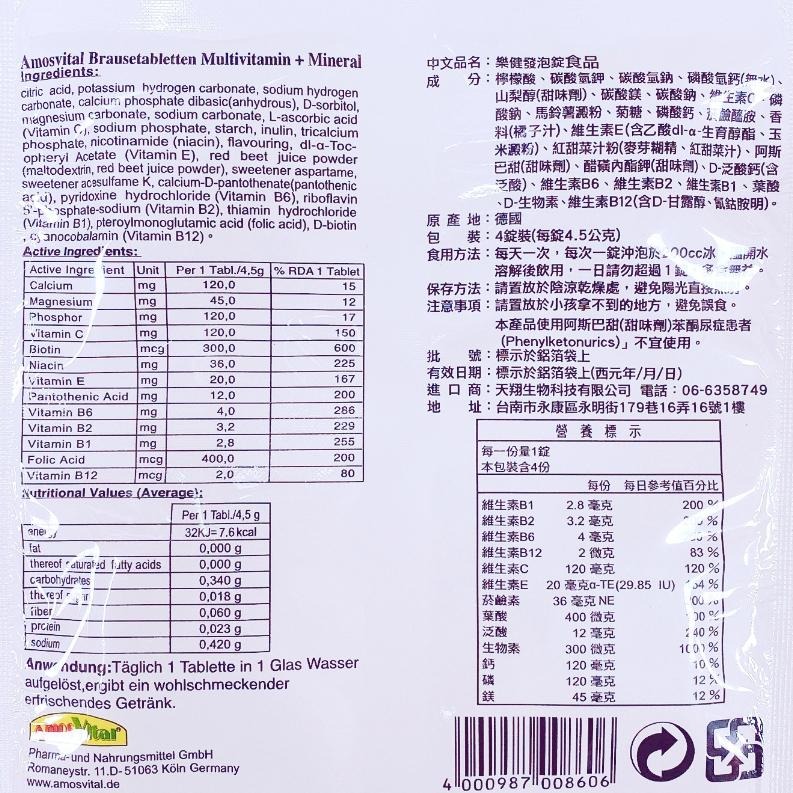 Amosvital Brausetabletten Multivitamin + Mineral
Ingredients:
citric acid, potassium hydrogen carbonate, sodium hydrogen
carbonate, calcium phosphate dibasic(anhydrous), D-sorbitol,
magnesium carbonate, sodium carbonate, L-ascorbic acid
(Vitamin C), sodium phosphate, starch, inulin, tricalcium
phosphate, nicotinamide (niacin), flavouring, dl-α-Toc-
opheryl Acetate (Vitamin E), red beet juice powder
(maltodextrin, red beet juice powder), sweetener aspartame,
sweetener acesulfame K, calcium-D-pantothenate(pantothenic
acid), pyridoxine hydrochloride (Vitamin B6), riboflavin
5'-phosphate-sodium (Vitamin B2), thiamin hydrochloride
(Vitamin B1), pteroylmonoglutamic acid (folic acid), D-biotin
, cyanocobalamin (Vitamin B12)。
Active Ingredients:
Active Ingredient Unit Per 1 Tabl./4,5g % RDA 1 Tablet
Calcium mg 120,0 15
Magnesium mg 45,0 12
Phosphor mg 120,0 17
Vitamin C mg 120,0 150
Biotin mcg 300,0 600
Niacin mg 36,0 225
Vitamin E mg 20,0 167
Pantothenic Acid mg 12,0 200
Vitamin B6 mg 4,0 286
Vitamin B2 mg 3,2 229
Vitamin B1 mg 2,8 255
Folic Acid mcg 400,0 200
Vitamin B12 mcg 2,0 80
Nutritional Values (Average):
Per 1 Tabl./4,5 g
energy 32KJ=7.6kcal
fat 0,000 g
thereof saturated fatty acids 0,000 g
carbohydrates 0,340 g
thereof sugar 0,018 g
fiber 0,060 g
protein 0,023 g
sodium 0,420 g
Anwendung:Täglich 1 Tablette in 1 Glas Wasser
aufgelöst,ergibt ein wohlschmeckender
erfrischendes Getränk.
AmosVital
Pharma-und Nahrungsmittel GmbH
Romaneystr. 11.D-51063 Köln Germany
www.amosvital.de
中文品名：樂健發泡錠食品
成 分：檸檬酸、碳酸氫鉀、碳酸氫鈉、磷酸氫鈣(無水)、
山梨醇(甜味劑)、碳酸鎂、碳酸鈉、維生素C、磷
酸鈉、馬鈴薯澱粉、菊糖、磷酸鈣、菸鹼醯胺、香
料(橘子汁)、維生素E(含乙酸dl-α-生育醇酯、玉
米澱粉)、紅甜菜汁粉(麥芽糊精、紅甜菜汁)、阿斯
巴甜(甜味劑)、醋磺內酯鉀(甜味劑)、D-泛酸鈣(含
泛酸)、維生素B6、維生素B2、維生素B1、葉酸
、D-生物素、維生素B12(含D-甘露醇、氰鈷胺明)。
原 產 地：德國
包 裝：4錠裝(每錠4.5公克)
食用方法：每天一次，每次一錠沖泡於200cc冰、溫開水
溶解後飲用，一日請勿超過1錠
保存方法：請置放於陰涼乾燥處，避免陽光直接
注意事項：請置放於小孩拿不到的地方，避免誤食。
本產品使用阿斯巴甜(甜味劑)苯酮尿症患者
(Phenylketonurics)」不宜使用。
批 號：標示於鋁箔袋上
有效日期：標示於鋁箔袋上(西元年/月/日)
進 口 商：天翔生物科技有限公司 電話：06-6358749
地 址：台南市永康區永明街179巷16弄16號1樓
營 養 標 示
每一份量1錠
本包裝含4份
每份 每日參考值百分比
維生素B1 2.8 毫克 200 %
維生素B2 3.2 毫克 %
維生素B6 4 毫克 %
維生素B12 2 微克 83 %
維生素C 120 毫克 120 %
維生素E 20 毫克α-TE(29.85 IU) %
菸鹼素 36 毫克 NE %
葉酸 400 微克 %
泛酸 12 毫克 240 %
生物素 300 微克 1000 %
鈣 120 毫克 10 %
磷 120 毫克 12 %
鎂 45 毫克 12 %
4 000987 008606